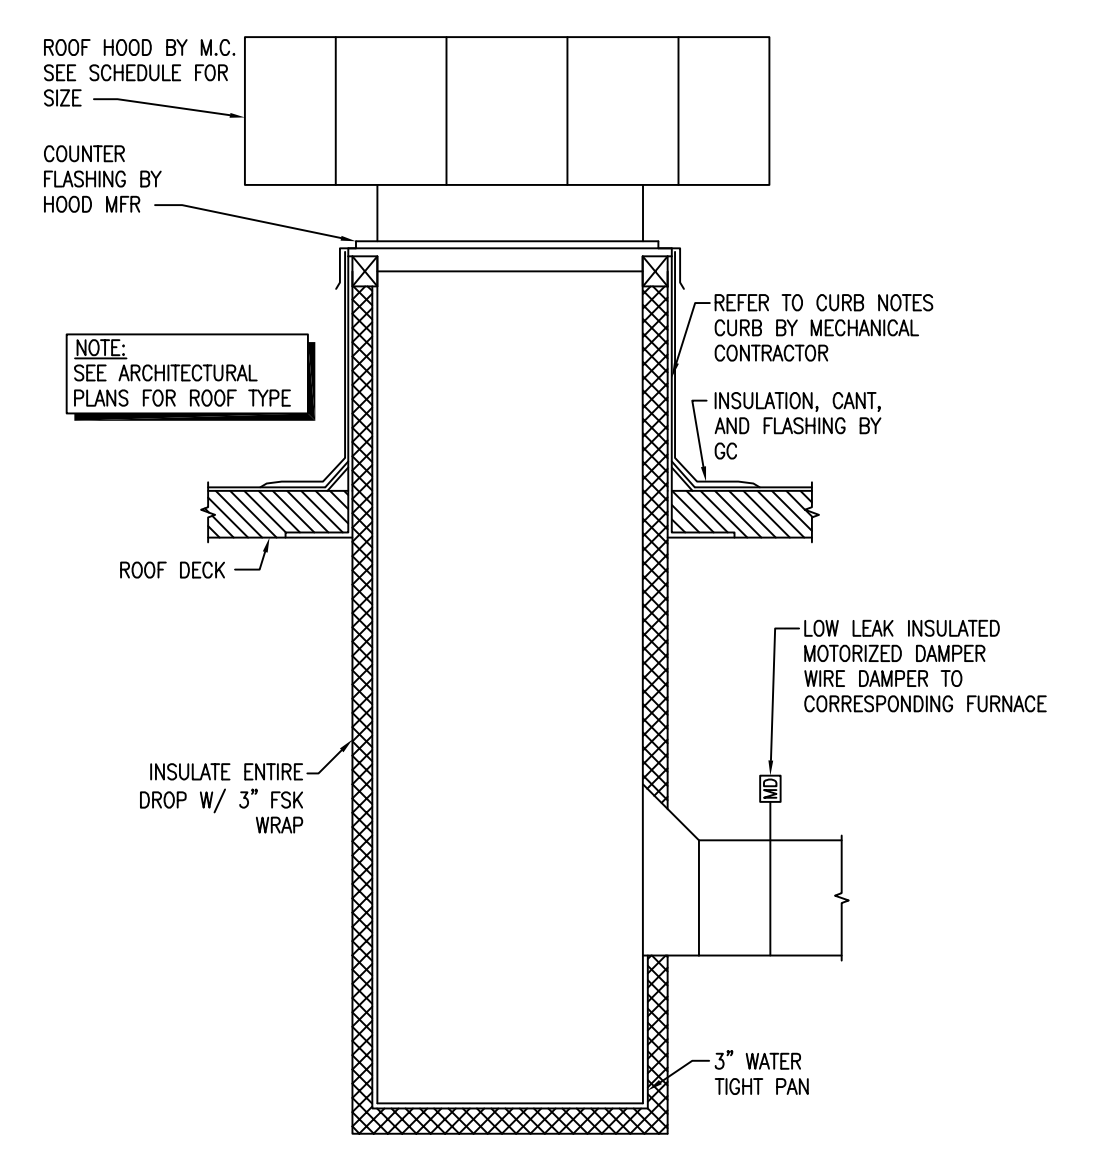 ROOF HOOD BY M.C.
SEE SCHEDULE FOR
SIZE
COUNTER
FLASHING BY
HOOD MFR
NOTE:
SEE ARCHITECTURAL
PLANS FOR ROOF TYPE
REFER TO CURB NOTES
CURB BY MECHANICAL
CONTRACTOR
INSULATION, CANT,
AND FLASHING BY
GC
ROOF DECK
LOW LEAK INSULATED
MOTORIZED DAMPER
WIRE DAMPER TO
CORRESPONDING FURNACE
MD
INSULATE ENTIRE
DROP W/ 3" FSK
WRAP
3" WATER
TIGHT PAN